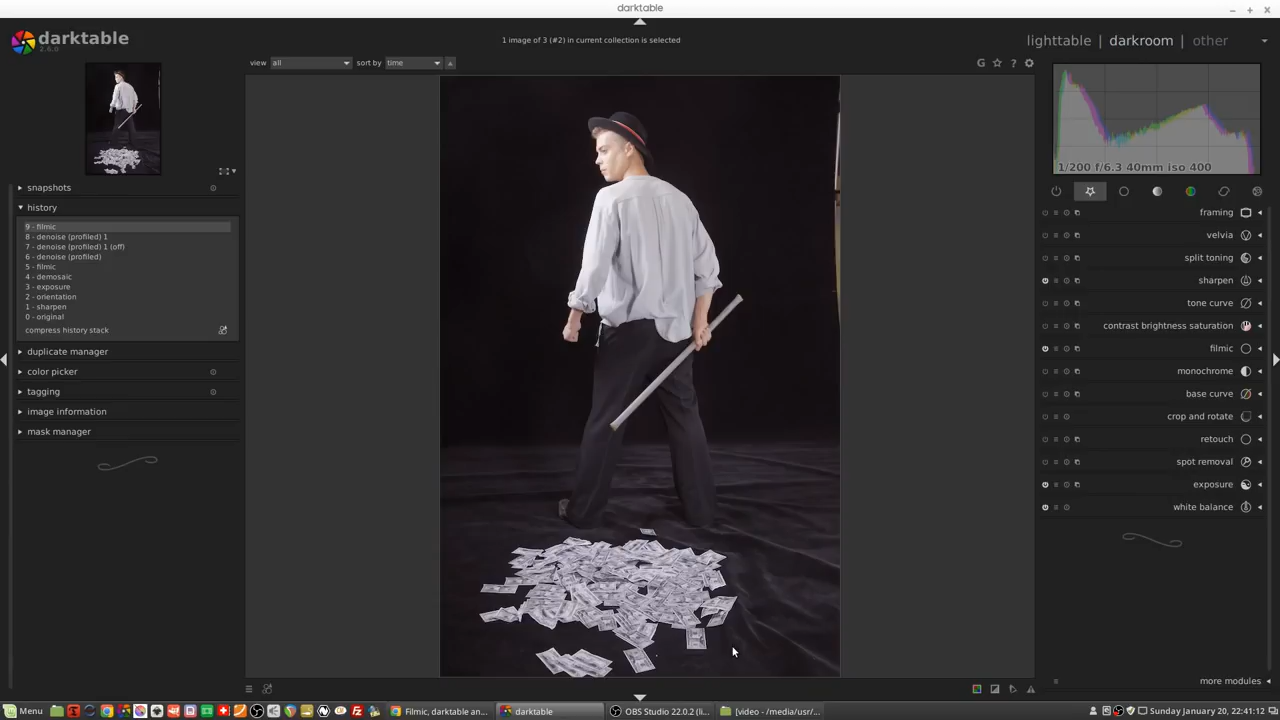 darktable
darktable
2.6.0
1 image of 3 (#2) in current collection is selected
lighttable | darkroom | other
view all sort by time
G ☆ ?
1/200 f/6.3 40mm iso 400
snapshots
history
9 - filmic
8 - denoise (profiled) 1
7 - denoise (profiled) 1 (off)
6 - denoise (profiled)
5 - filmic
4 - demosaic
3 - exposure
2 - orientation
1 - sharpen
0 - original
compress history stack
duplicate manager
color picker
tagging
image information
mask manager
framing
velvia
split toning
sharpen
tone curve
contrast brightness saturation
filmic
monochrome
base curve
crop and rotate
retouch
spot removal
exposure
white balance
more modules
Menu
Filmic, darktable an...
darktable
OBS Studio 22.0.2 (li...
[video - /media/usr/...
Sunday January 20, 22:41:12